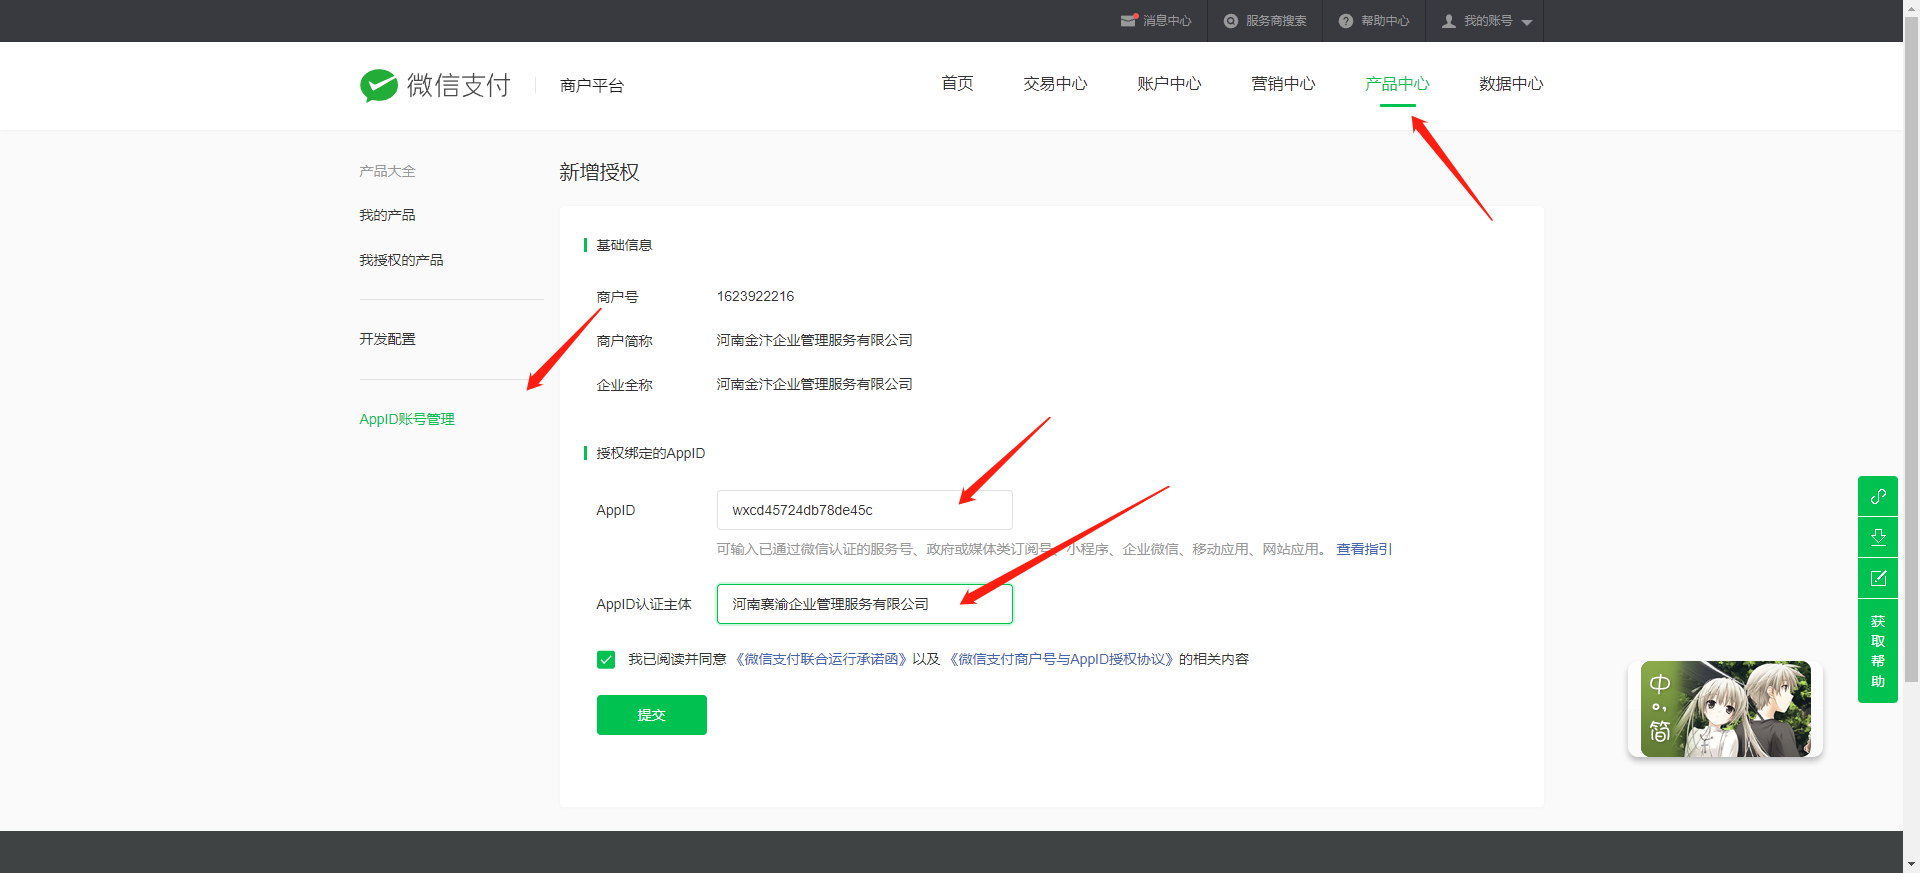 消息中心 服务商搜索 帮助中心 我的账号
微信支付 商户平台 首页 交易中心 账户中心 营销中心 产品中心 数据中心
产品大全
我的产品
我授权的产品
开发配置
AppID账号管理
新增授权
基础信息
商户号 1623922216
商户简称 河南金汴企业管理服务有限公司
企业全称 河南金汴企业管理服务有限公司
授权绑定的AppID
AppID wxcd45724db78de45c
可输入已通过微信认证的服务号、政府或媒体类订阅号、小程序、企业微信、移动应用、网站应用。 查看指引
AppID认证主体 河南襄渝企业管理服务有限公司
我已阅读并同意《微信支付联合运行承诺函》以及《微信支付商户号与AppID授权协议》的相关内容
提交
获取帮助
中
°,
简